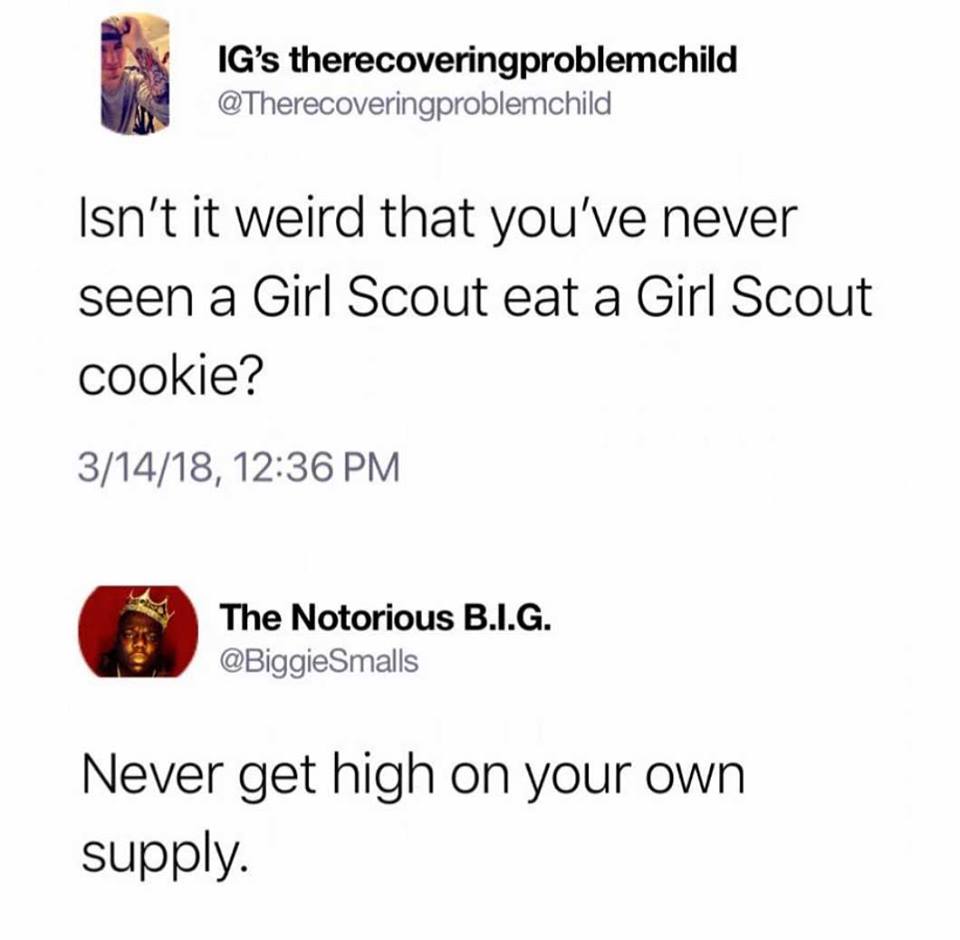 IG's therecoveringproblemchild
@Therecoveringproblemchild
Isn't it weird that you've never
seen a Girl Scout eat a Girl Scout
cookie?
3/14/18, 12:36 PM
The Notorious B.I.G.
@BiggieSmalls
Never get high on your own
supply.